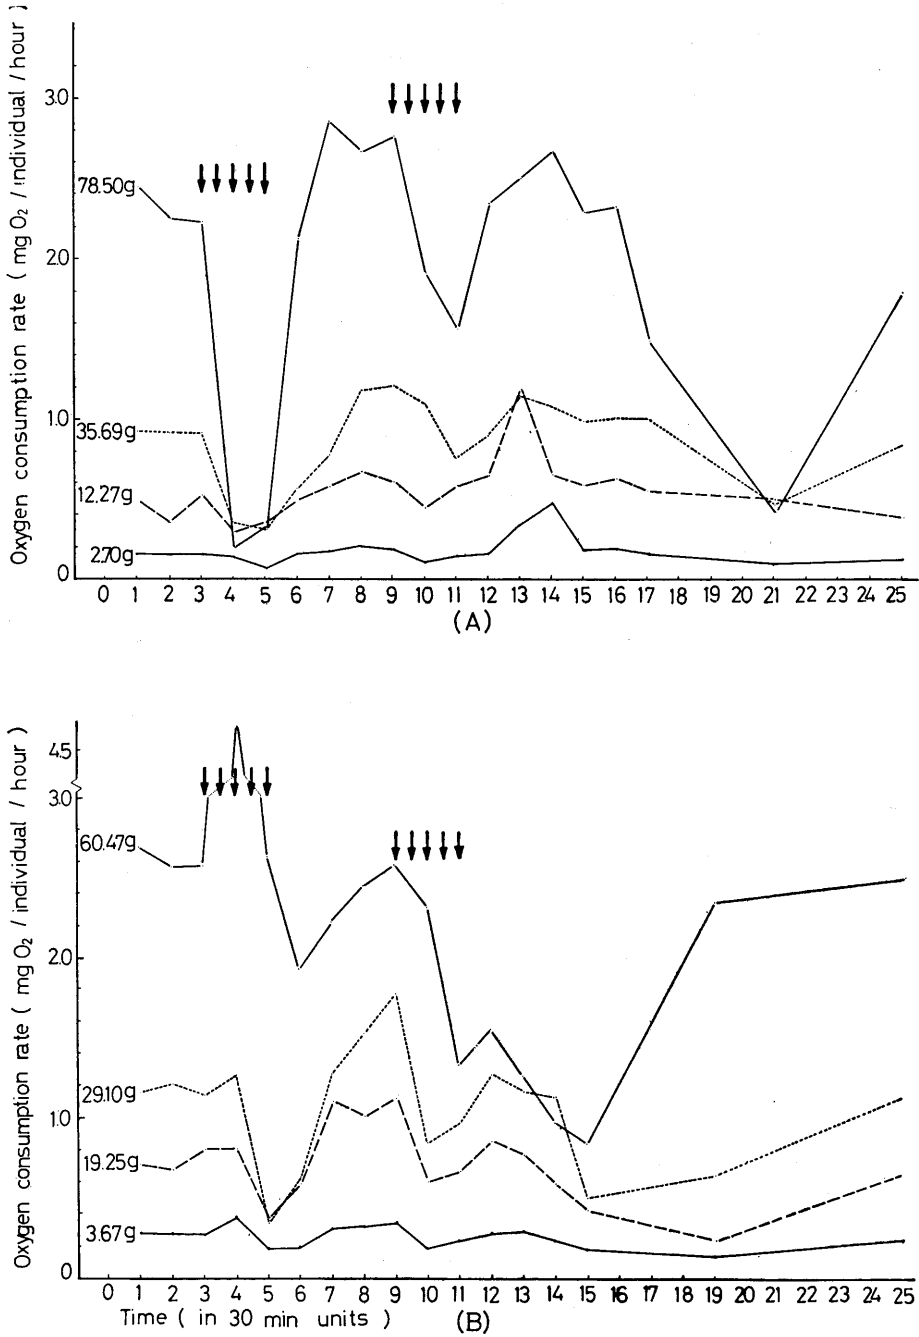 Oxygen consumption rate ( mg O2 / individual / hour )
3.0
2.0
1.0
0
78.50g
35.69g
12.27g
2.70g
0 1 2 3 4 5 6 7 8 9 10 11 12 13 14 15 16 17 18 19 20 21 22 23 24 25
(A)
Oxygen consumption rate ( mg O2 / individual / hour )
4.5
3.0
2.0
1.0
0
60.47g
29.10g
19.25g
3.67g
0 1 2 3 4 5 6 7 8 9 10 11 12 13 14 15 16 17 18 19 20 21 22 23 24 25
Time ( in 30 min units ) (B)